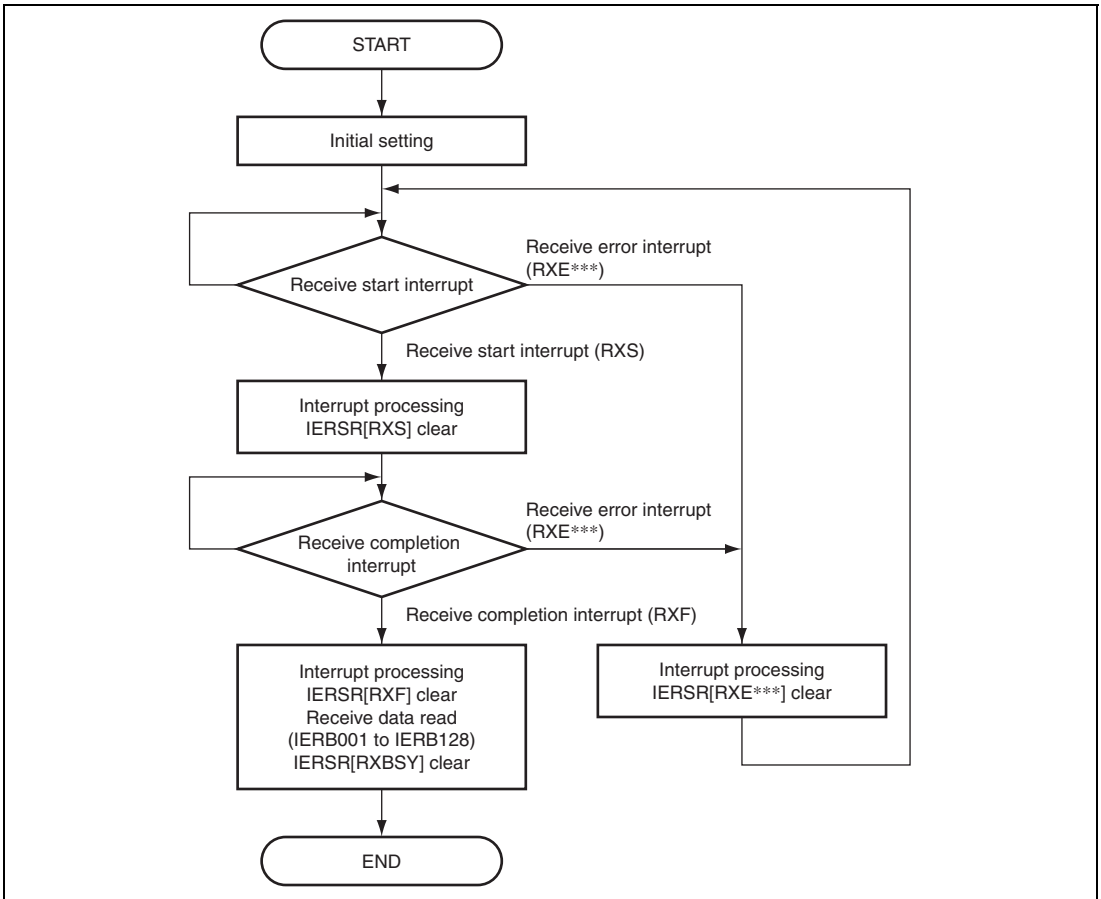 START
Initial setting
Receive error interrupt
(RXE***)
Receive start interrupt
Receive start interrupt (RXS)
Interrupt processing
IERSR[RXS] clear
Receive error interrupt
(RXE***)
Receive completion
interrupt
Receive completion interrupt (RXF)
Interrupt processing
IERSR[RXF] clear
Receive data read
(IERB001 to IERB128)
IERSR[RXBSY] clear
Interrupt processing
IERSR[RXE***] clear
END